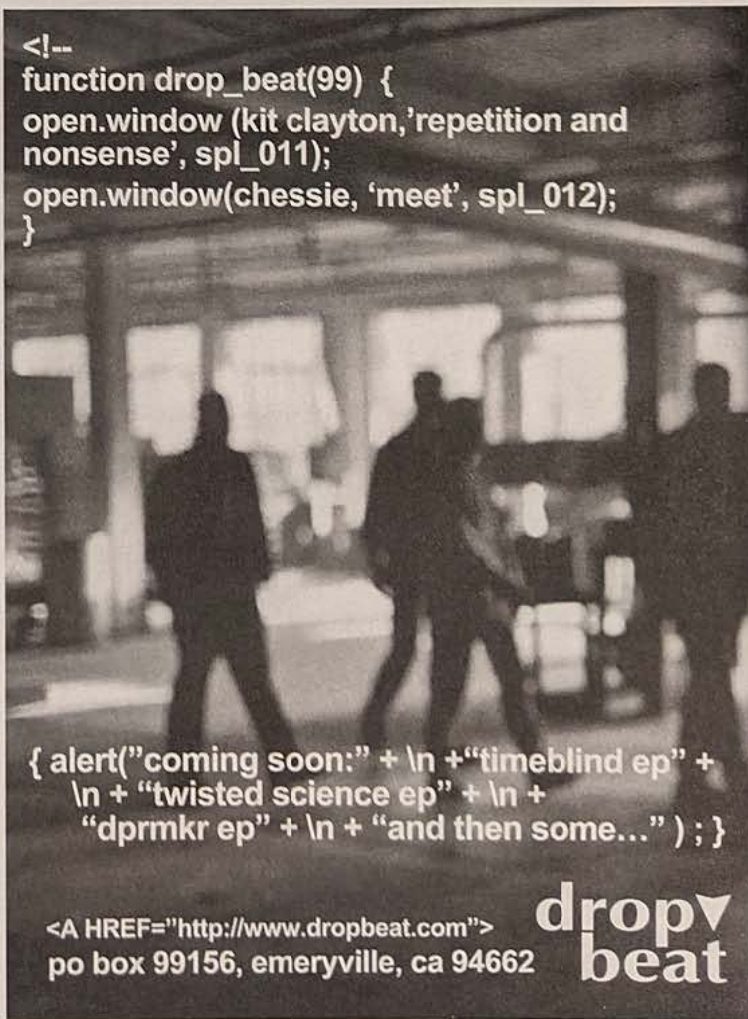 <!--
function drop_beat(99) {
open.window (kit clayton,'repetition and
nonsense', spl_011);
open.window(chessie, ‘meet’, spl_012);
}
{ alert(”coming soon:” + \n +“timeblind ep” +
\n + “twisted science ep” + \n +
“dprmkr ep” + \n + “and then some...” ) ; }
<A HREF=”http://www.dropbeat.com”>
po box 99156, emeryville, ca 94662
drop
beat